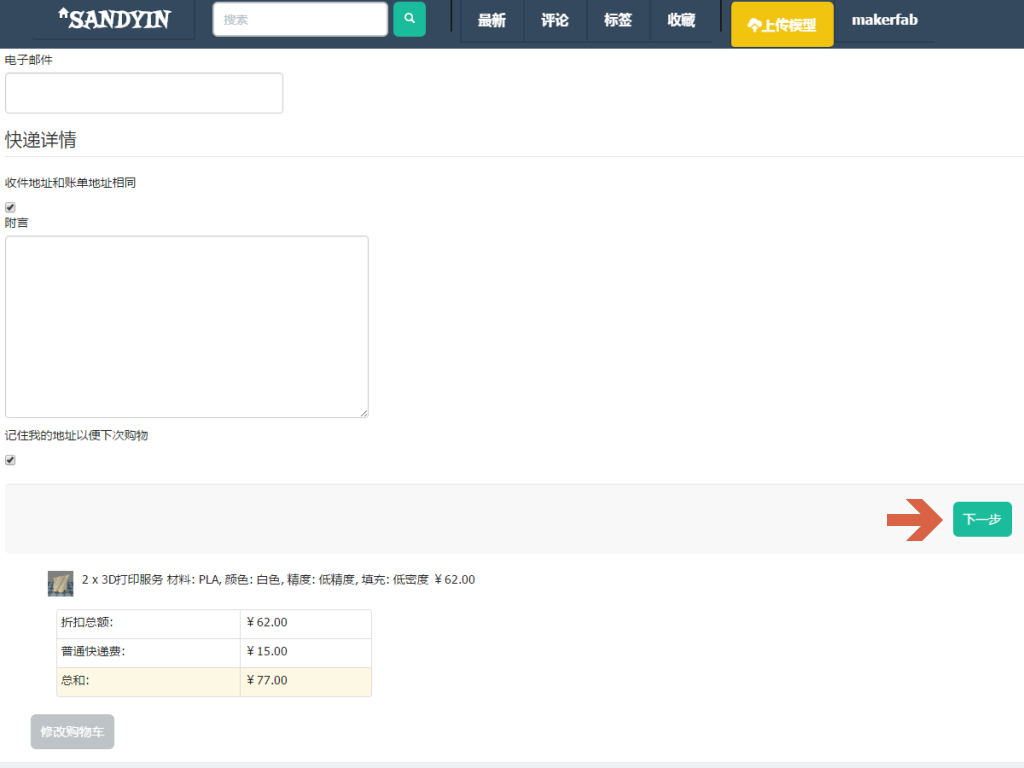 SANDYIN 搜索 最新 评论 标签 收藏 上传模型 makerfab
电子邮件
快递详情
收件地址和账单地址相同
附言
记住我的地址以便下次购物
下一步
2 x 3D打印服务 材料: PLA, 颜色: 白色, 精度: 低精度, 填充: 低密度 ¥ 62.00
折扣总额: ¥ 62.00
普通快递费: ¥ 15.00
总和: ¥ 77.00
修改购物车